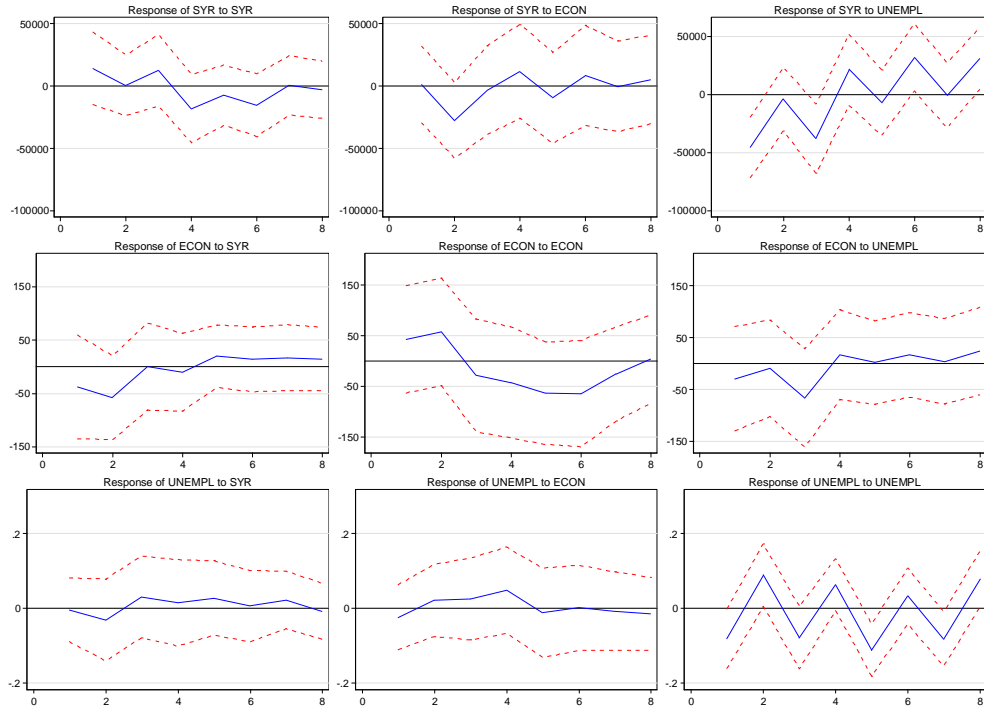 Response of SYR to SYR
50000
0
-50000
-100000
0 2 4 6 8
Response of SYR to ECON
50000
0
-50000
-100000
0 2 4 6 8
Response of SYR to UNEMPL
50000
0
-50000
-100000
0 2 4 6 8
Response of ECON to SYR
150
50
-50
-150
0 2 4 6 8
Response of ECON to ECON
150
50
-50
-150
0 2 4 6 8
Response of ECON to UNEMPL
150
50
-50
-150
0 2 4 6 8
Response of UNEMPL to SYR
.2
0
-.2
0 2 4 6 8
Response of UNEMPL to ECON
.2
0
-.2
0 2 4 6 8
Response of UNEMPL to UNEMPL
.2
0
-.2
0 2 4 6 8